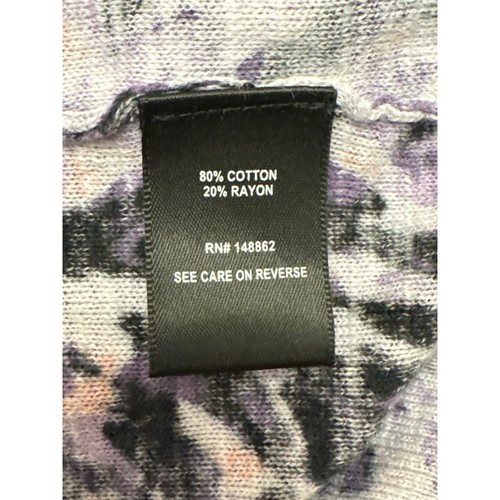 80% COTTON
20% RAYON
RN# 148862
SEE CARE ON REVERSE